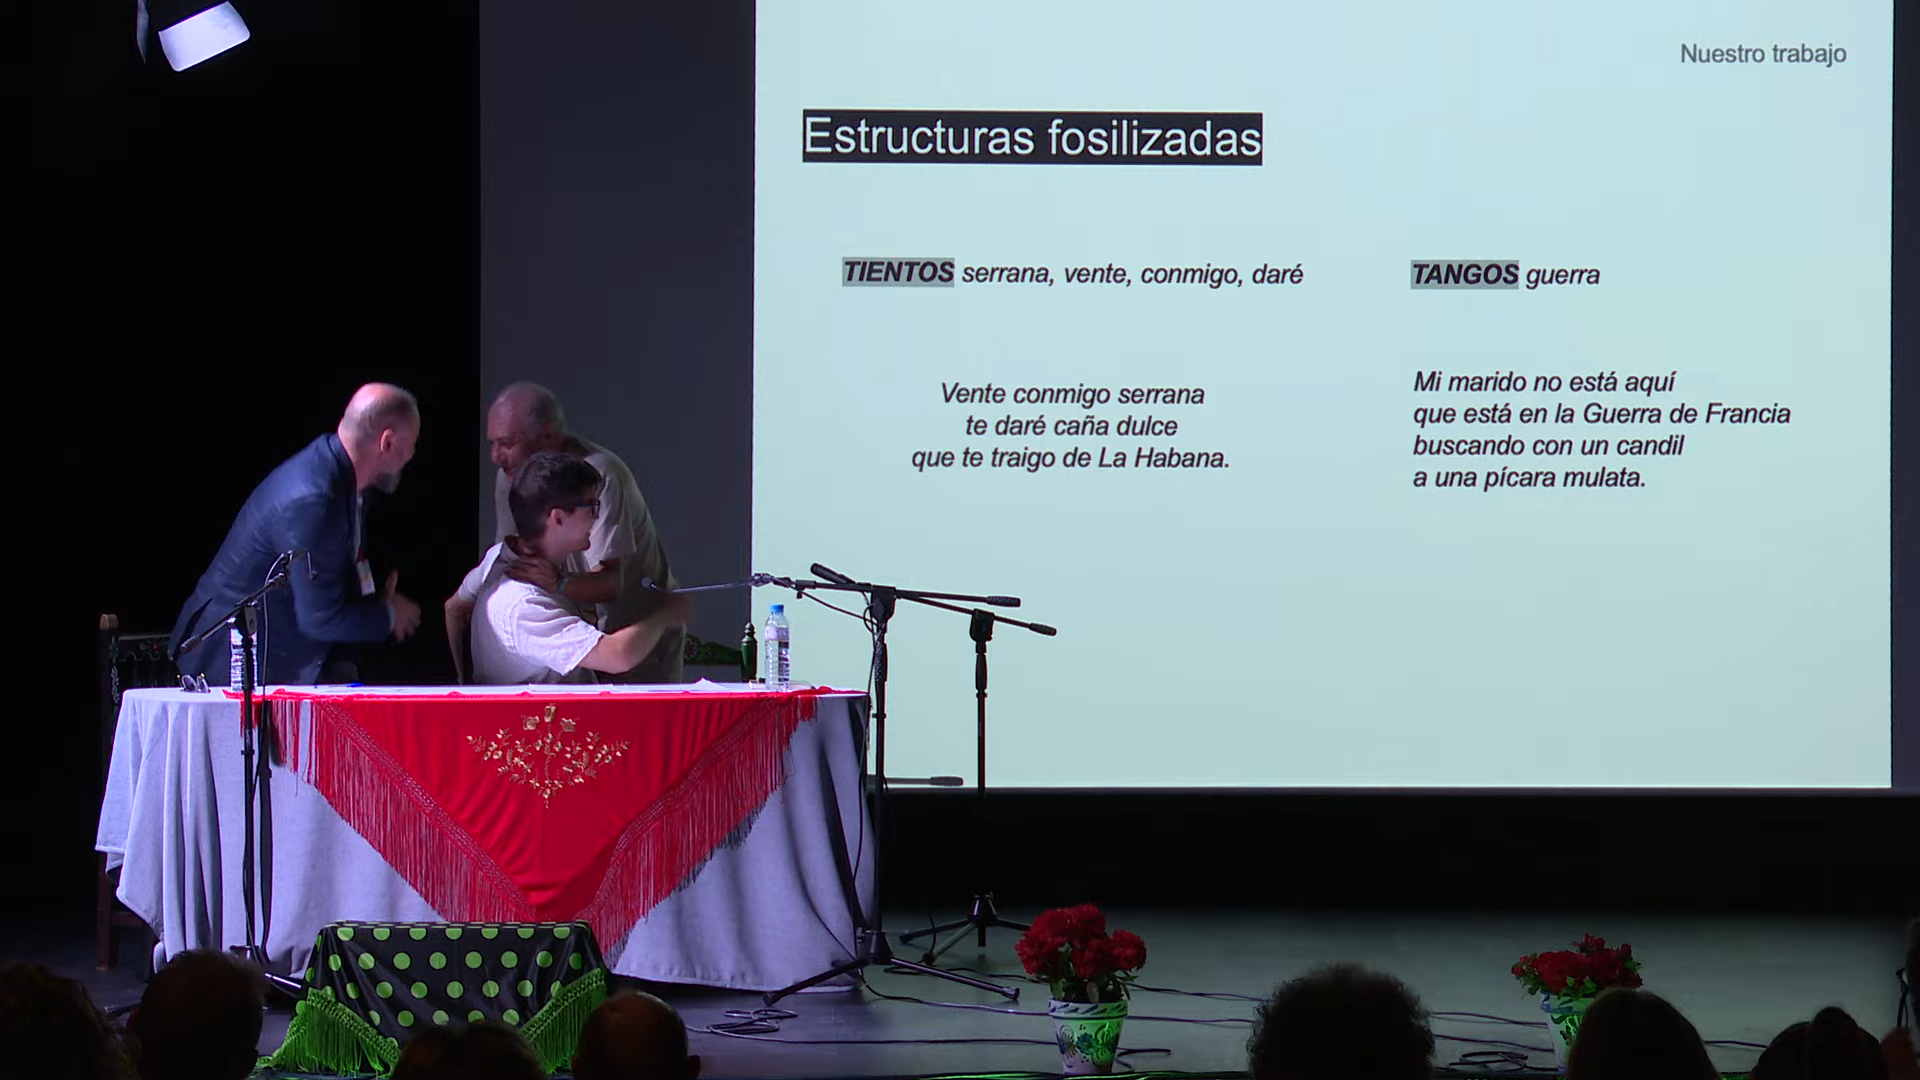 Nuestro trabajo
Estructuras fosilizadas
TIENTOS serrana, vente, conmigo, daré
Vente conmigo serrana
te daré caña dulce
que te traigo de La Habana.
TANGOS guerra
Mi marido no está aquí
que está en la Guerra de Francia
buscando con un candil
a una pícara mulata.